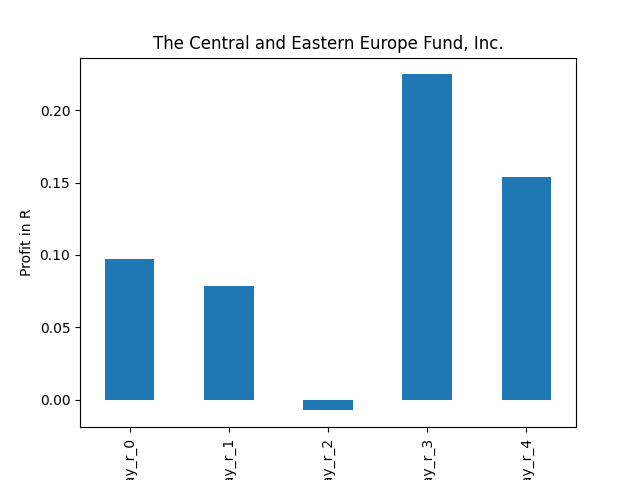 The Central and Eastern Europe Fund, Inc.
Profit in R
0.20
0.15
0.10
0.05
0.00
ay_r_0
ay_r_1
ay_r_2
ay_r_3
ay_r_4